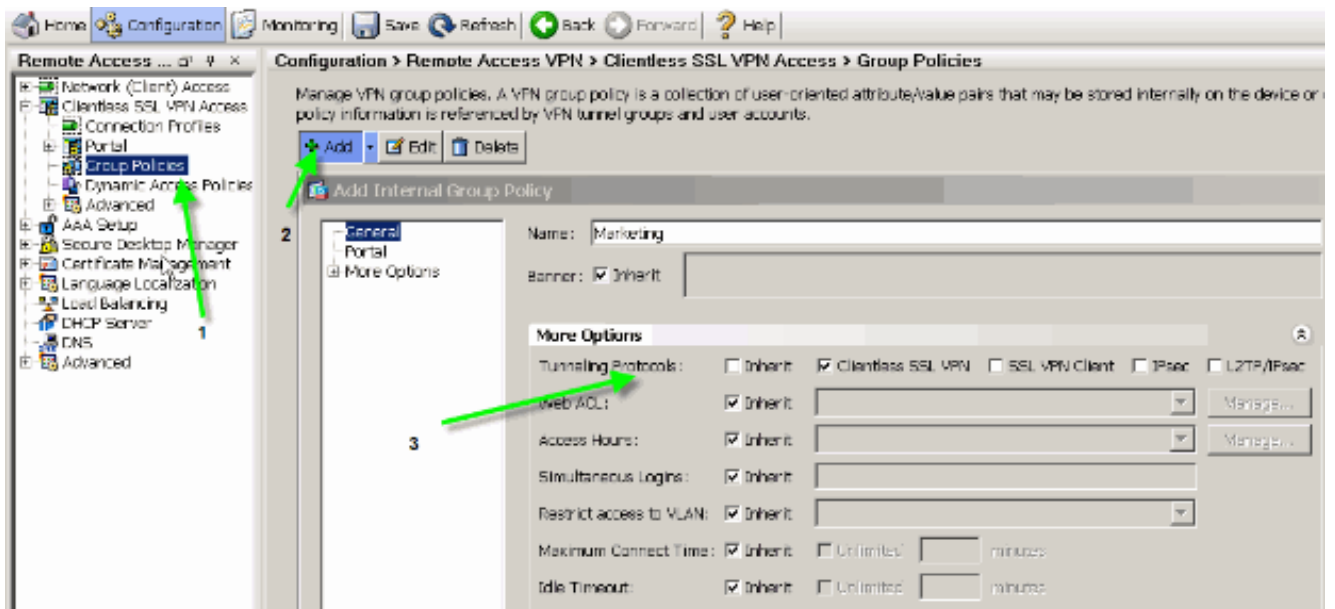 Home Configuration Monitoring Save Refresh Back Forward Help
Remote Access ...
Network (Client) Access
Clientless SSL VPN Access
Connection Profiles
Portal
Group Policies
Dynamic Access Policies
Advanced
AAA Setup
Secure Desktop Manager
Certificate Management
Language Localization
Load Balancing
DHCP Server
DNS
Advanced
1
Configuration > Remote Access VPN > Clientless SSL VPN Access > Group Policies
Manage VPN group policies. A VPN group policy is a collection of user-oriented attribute/value pairs that may be stored internally on the device or
policy information is referenced by VPN tunnel groups and user accounts.
Add Edit Delete
Add Internal Group Policy
2
General
Portal
More Options
3
Name: Marketing
Banner: Inherit
More Options
Tunneling Protocols: Inherit Clientless SSL VPN SSL VPN Client IPsec L2TP/IPsec
Web ACL: Inherit Manage...
Access Hours: Inherit Manage...
Simultaneous Logins: Inherit
Restrict access to VLAN: Inherit
Maximum Connect Time: Inherit Unlimited minutes
Idle Timeout: Inherit Unlimited minutes